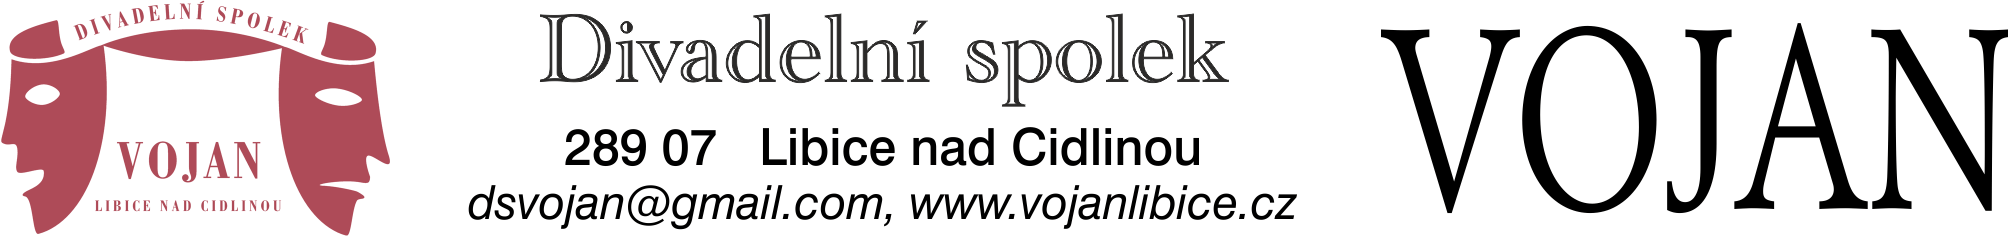 DIVADELNÍ SPOLEK
VOJAN
LIBICE NAD CIDLINOU
Divadelní spolek
289 07 Libice nad Cidlinou
dsvojan@gmail.com, www.vojanlibice.cz
VOJAN